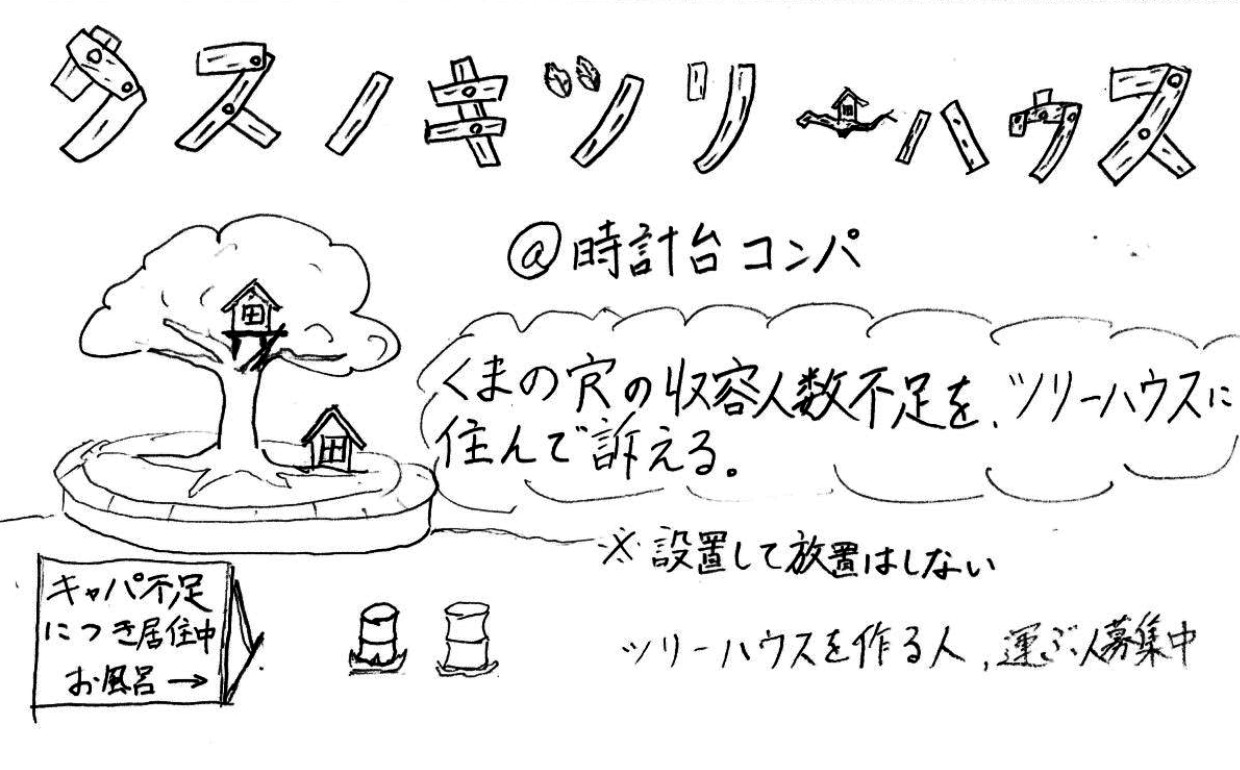 クスノキツリーハウス
@時計台コンパ
くまの穴の収容人数不足を、ツリーハウスに
住んで訴える。
※設置して放置はしない
キャパ不足
につき居住中
お風呂→
ツリーハウスを作る人、運ぶ人募集中